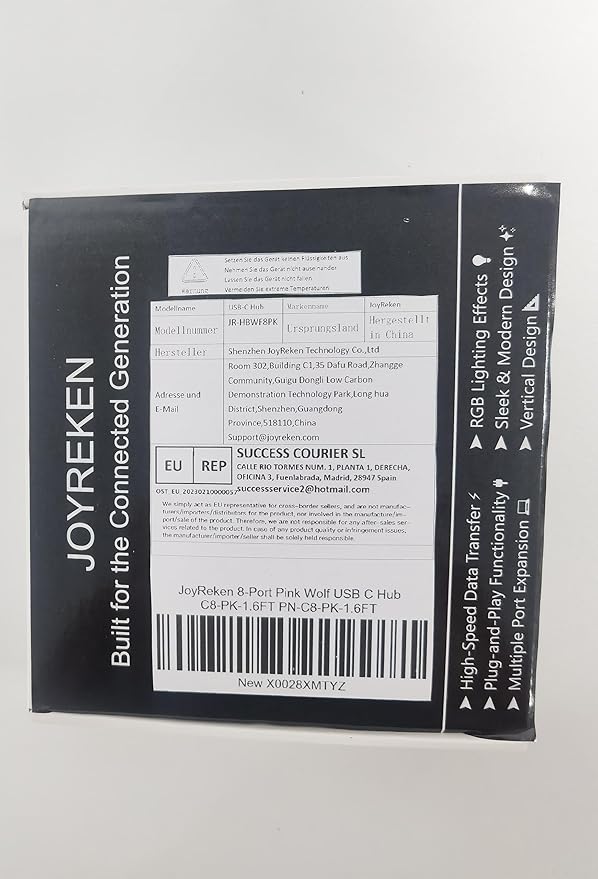 JOYREKEN
Built for the Connected Generation
Warnung
Setzen Sie das Gerät keinen Flüssigkeiten aus
Nehmen Sie das Gerät nicht auseinander
Lassen Sie das Gerät nicht fallen
Vermeiden Sie extreme Temperaturen
Modellname USB-C Hub Markenname JoyReken
Modellnummer JR-HBWF8PK Ursprungsland Hergestellt in China
Hersteller Shenzhen JoyReken Technology Co.,Ltd
Adresse und E-Mail
Room 302,Building C1,35 Dafu Road,Zhangge
Community,Guigu Dongli Low Carbon
Demonstration Technology Park,Long hua
District,Shenzhen,Guangdong
Province,518110,China
Support@joyreken.com
EU REP
SUCCESS COURIER SL
CALLE RIO TORMES NUM. 1, PLANTA 1, DERECHA,
OFICINA 3, Fuenlabrada, Madrid, 28947 Spain
OST_EU_20230210000057 successservice2@hotmail.com
We simply act as EU representative for cross-border sellers, and are not manufac-
turers/importers/distributors for the product, nor involved in the manufacture/im-
port/sale of the product. Therefore, we are not responsible for any after-sales ser-
vices related to the product. In case of any product quality or infringement issues,
the manufacturer/importer/seller shall be solely held responsible.
JoyReken 8-Port Pink Wolf USB C Hub
C8-PK-1.6FT PN-C8-PK-1.6FT
New X0028XMTYZ
High-Speed Data Transfer
Plug-and-Play Functionality
Multiple Port Expansion
RGB Lighting Effects
Sleek & Modern Design
Vertical Design